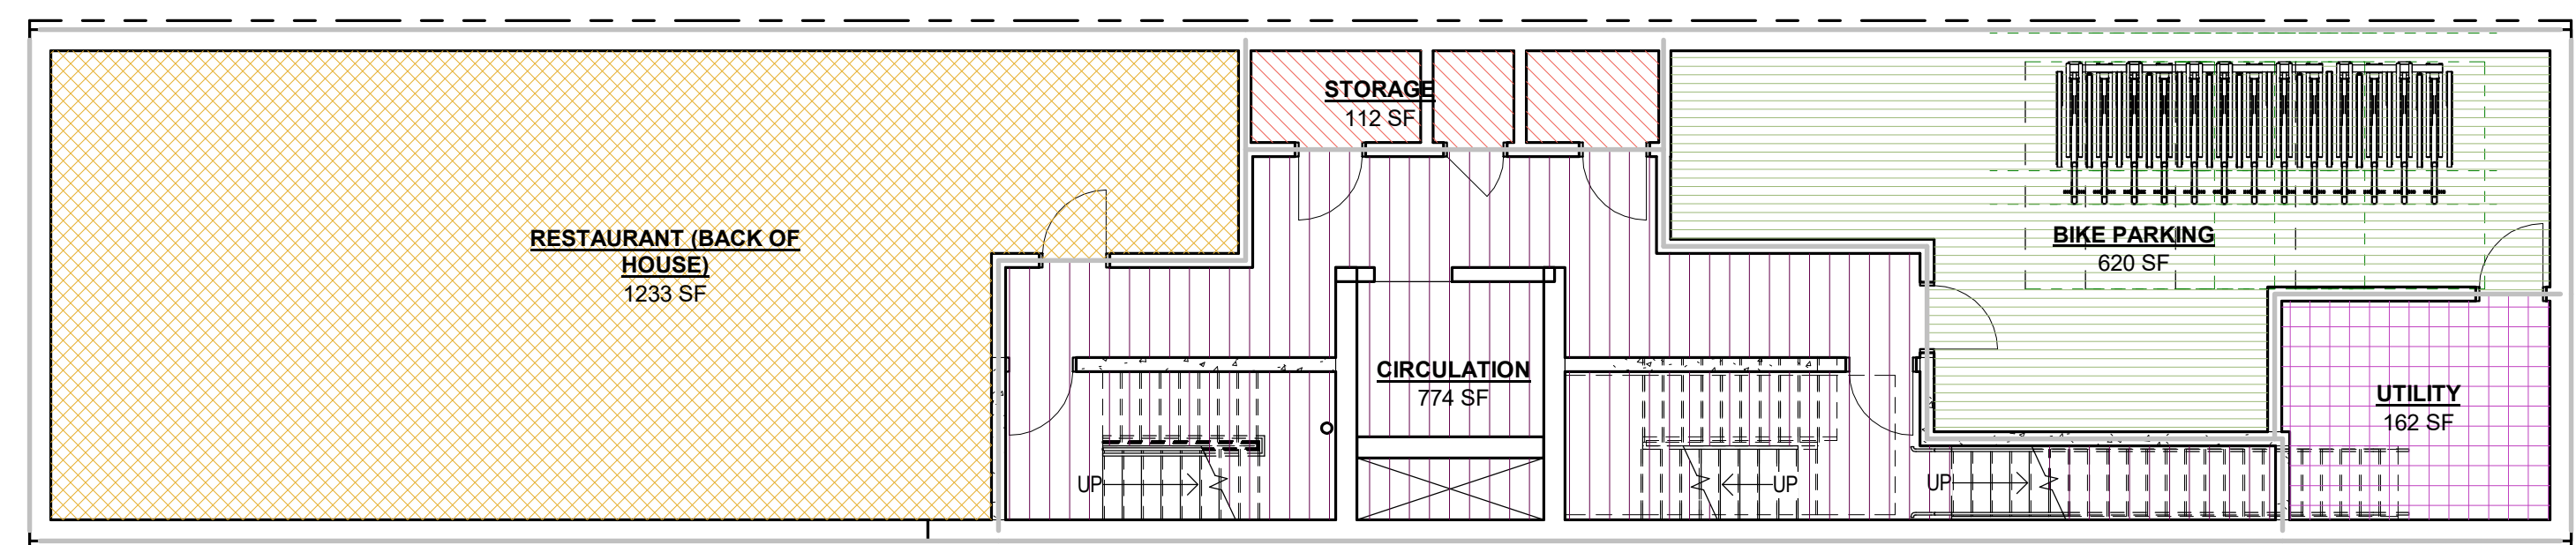 STORAGE
112 SF
RESTAURANT (BACK OF
HOUSE)
1233 SF
BIKE PARKING
620 SF
CIRCULATION
774 SF
UTILITY
162 SF
UP
UP
UP